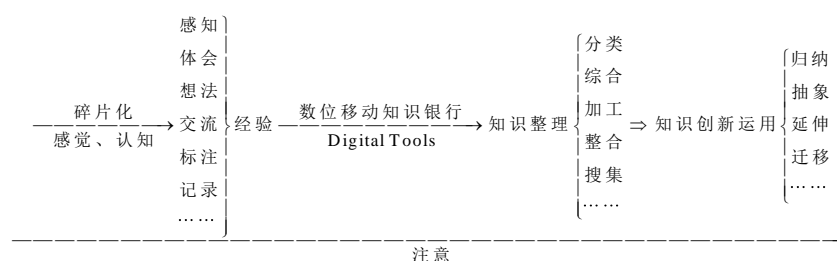 碎片化
感觉、认知
感知
体会
想法
交流
标注
记录
……
经验
数位移动知识银行
Digital Tools
知识整理
分类
综合
加工
整合
搜集
……
⇒
知识创新运用
归纳
抽象
延伸
迁移
……
注意